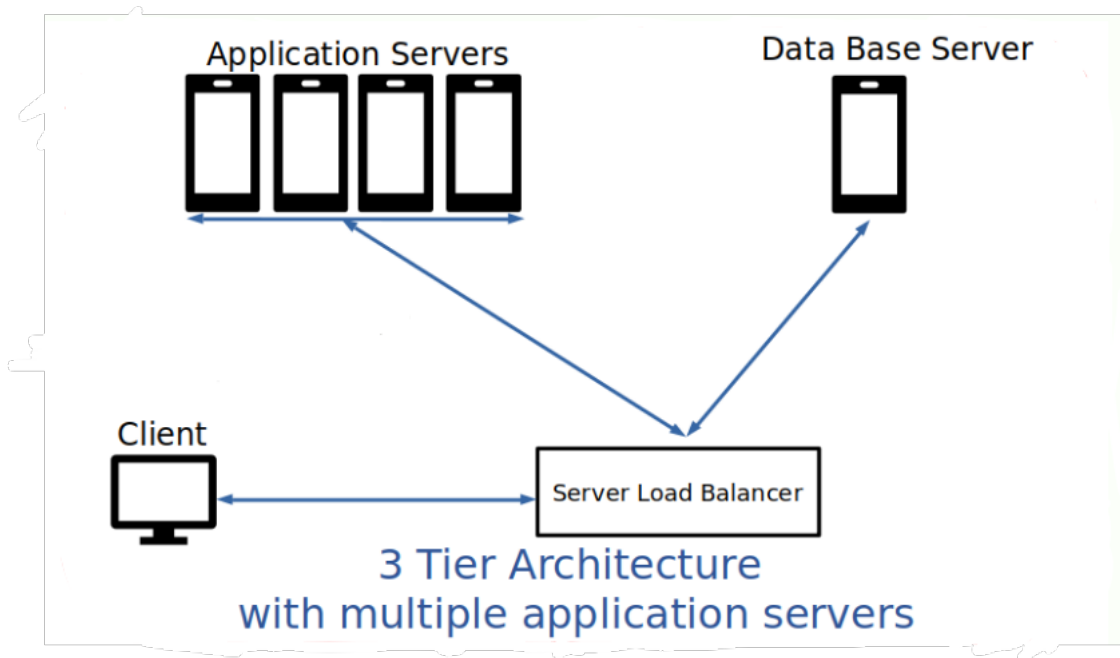 Application Servers
Data Base Server
Client
Server Load Balancer
3 Tier Architecture
with multiple application servers